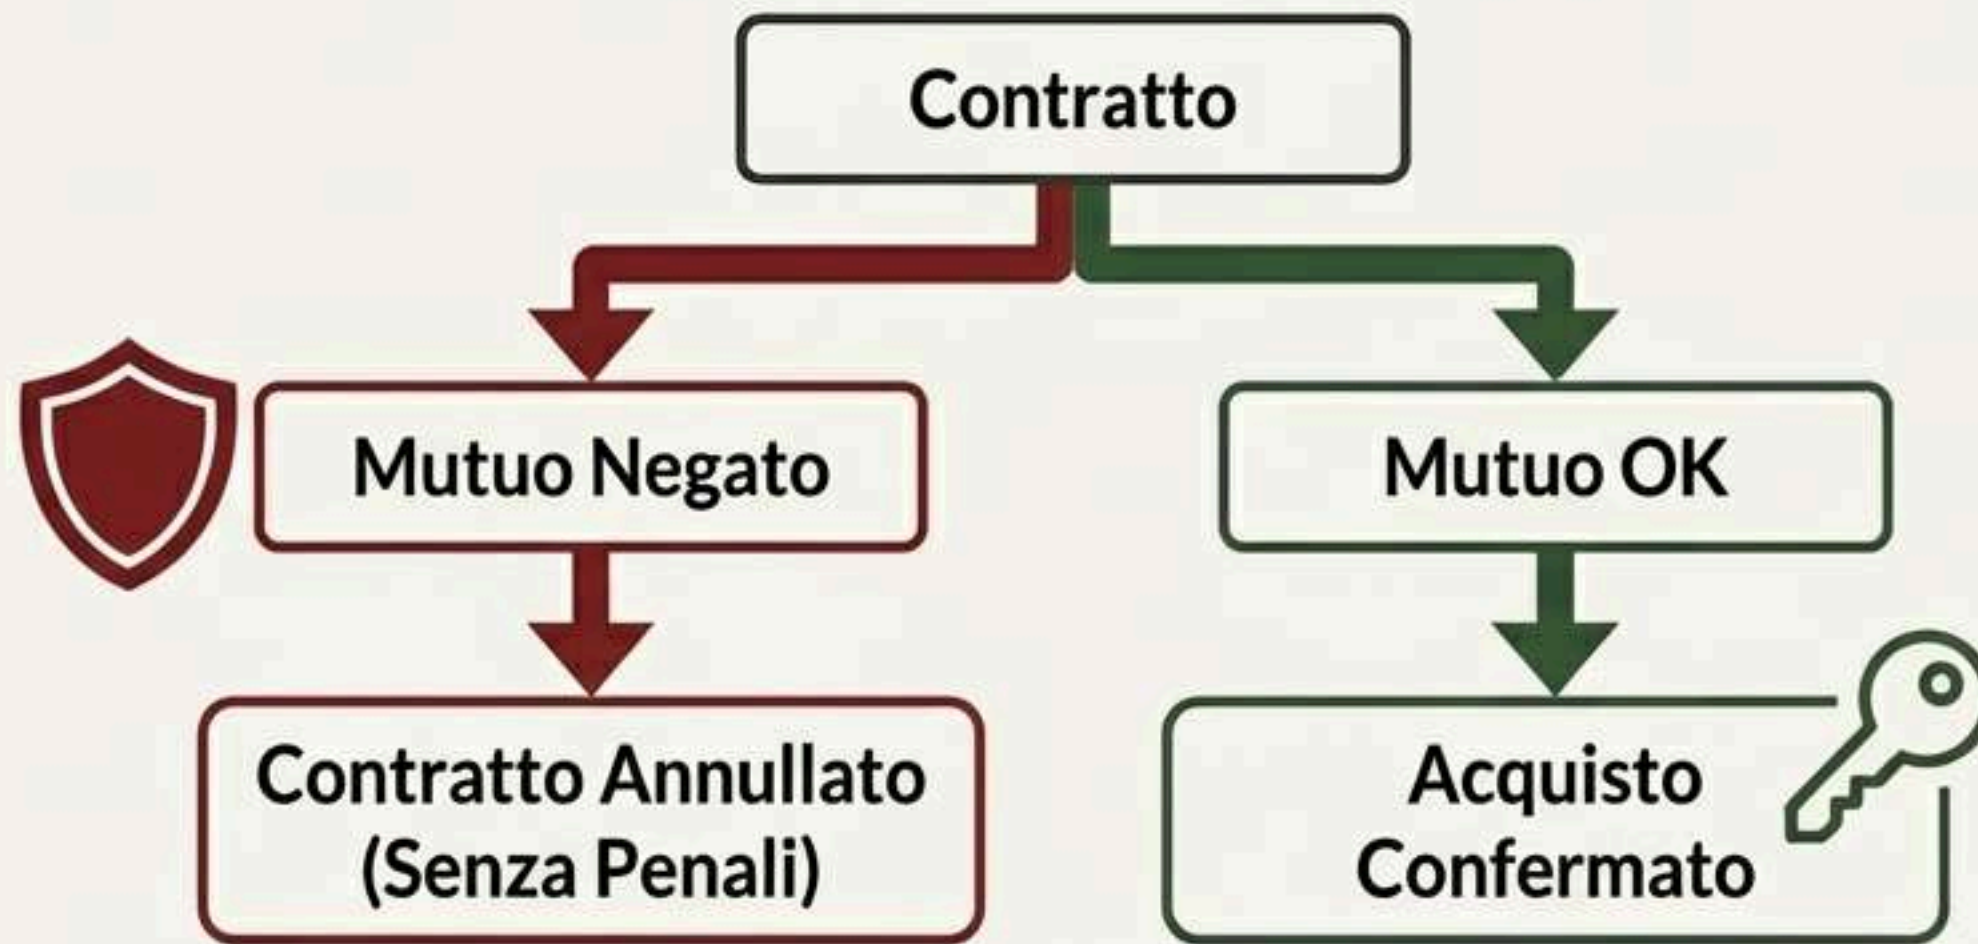 Contratto
Mutuo Negato
Mutuo OK
Contratto Annullato
(Senza Penali)
Acquisto
Confermato